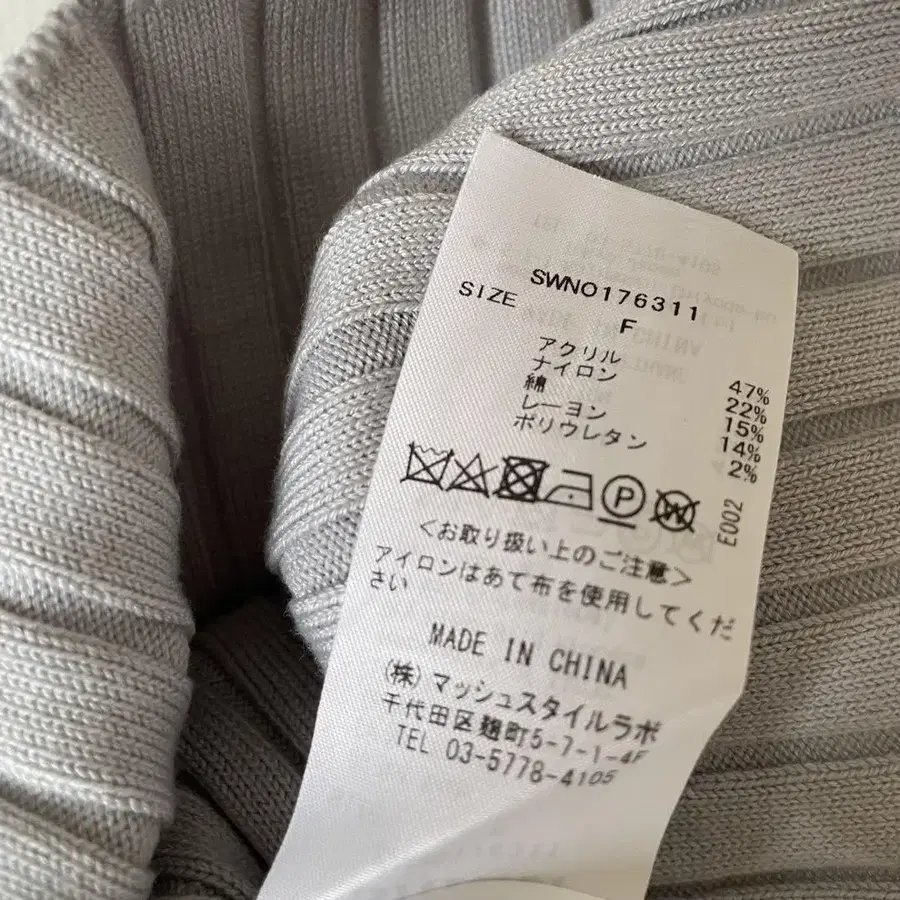 SWNO176311
SIZE F
アクリル 47%
ナイロン 22%
綿 15%
レーヨン 14%
ポリウレタン 2%
P W
E002
＜お取り扱い上のご注意＞
アイロンはあて布を使用してくだ
さい
MADE IN CHINA
(株)マッシュスタイルラボ
千代田区麹町5-7-1-4F
TEL 03-5778-4105